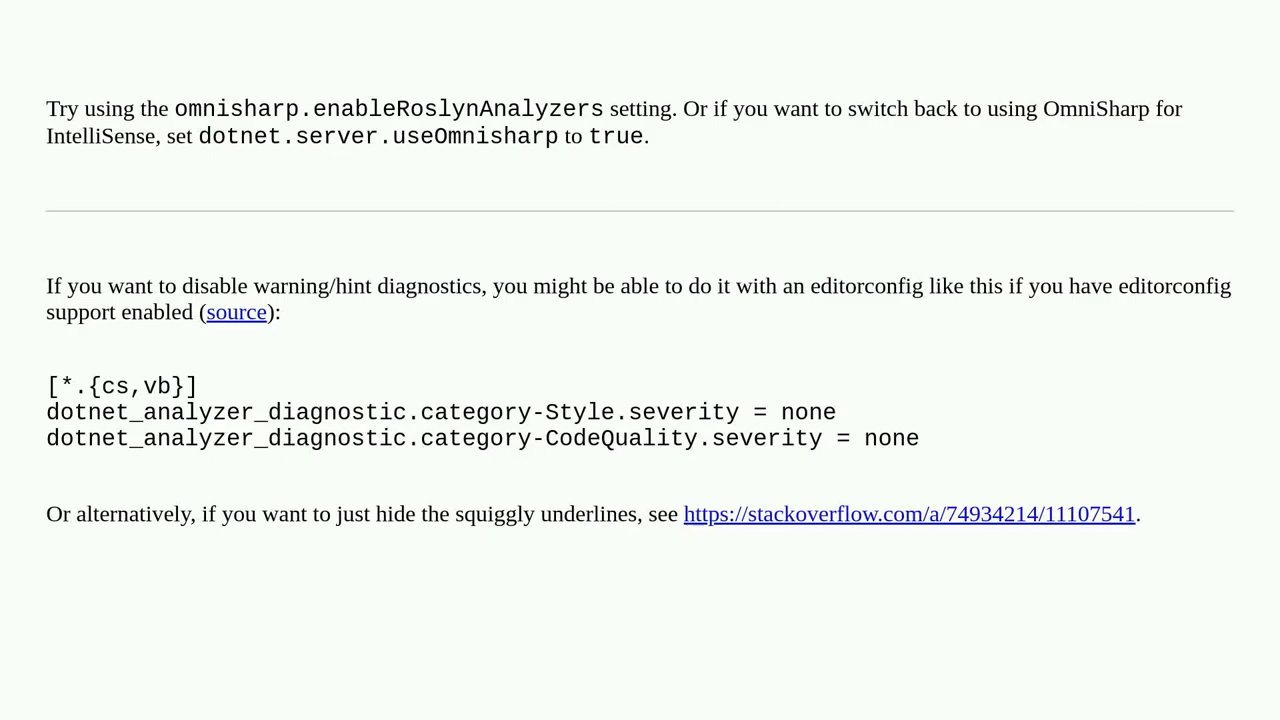 Try using the omnisharp.enableRoslynAnalyzers setting. Or if you want to switch back to using OmniSharp for
IntelliSense, set dotnet.server.useOmnisharp to true.
If you want to disable warning/hint diagnostics, you might be able to do it with an editorconfig like this if you have editorconfig
support enabled (source):
[*.{cs,vb}]
dotnet_analyzer_diagnostic.category-Style.severity = none
dotnet_analyzer_diagnostic.category-CodeQuality.severity = none
Or alternatively, if you want to just hide the squiggly underlines, see https://stackoverflow.com/a/74934214/11107541.